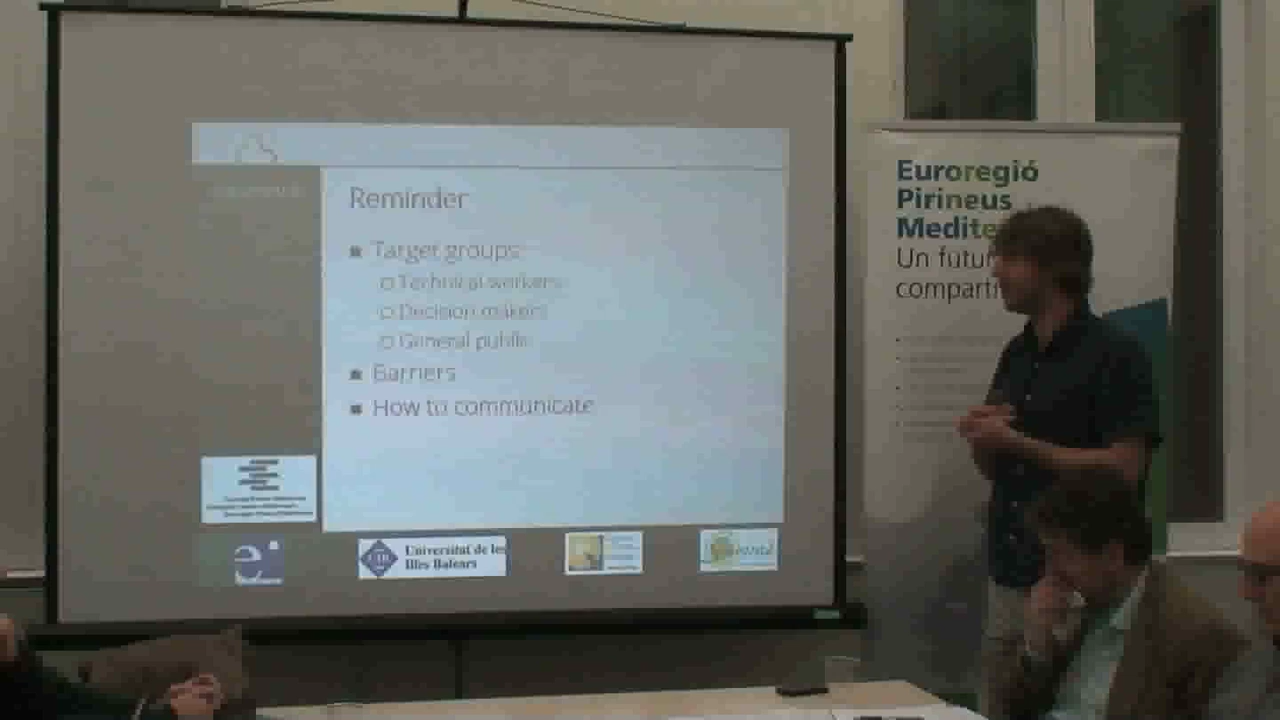 Reminder
Target groups:
Technical workers
Decision makers
General public
Barriers
How to communicate
Universitat de les
Illes Balears
Euroregió
Pirineus
Medite
Un futu
comparti